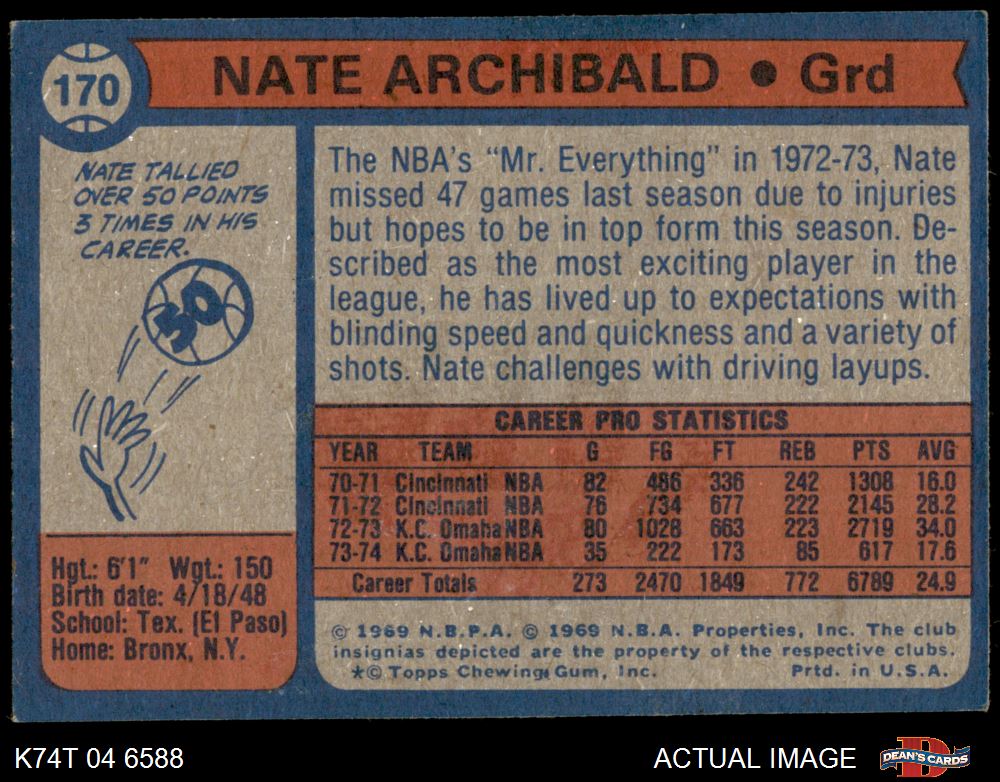 170
NATE ARCHIBALD ● Grd
NATE TALLIED
OVER 50 POINTS
3 TIMES IN HIS
CAREER.
50
The NBA's "Mr. Everything" in 1972-73, Nate
missed 47 games last season due to injuries
but hopes to be in top form this season. De-
scribed as the most exciting player in the
league, he has lived up to expectations with
blinding speed and quickness and a variety of
shots. Nate challenges with driving layups.
CAREER PRO STATISTICS
YEAR TEAM G FG FT REB PTS AVG
70-71 Cincinnati NBA 82 486 336 242 1308 16.0
71-72 Cincinnati NBA 76 734 677 222 2145 28.2
72-73 K.C. Omaha NBA 80 1028 663 223 2719 34.0
73-74 K.C. Omaha NBA 35 222 173 85 617 17.6
Career Totals 273 2470 1849 772 6789 24.9
Hgt.: 6'1" Wgt.: 150
Birth date: 4/18/48
School: Tex. (El Paso)
Home: Bronx, N.Y.
© 1969 N.B.P.A. © 1969 N.B.A. Properties, Inc. The club
insignias depicted are the property of the respective clubs.
*© Topps Chewing Gum, Inc. Prtd. in U.S.A.
K74T 04 6588
ACTUAL IMAGE
DEAN'S CARDS